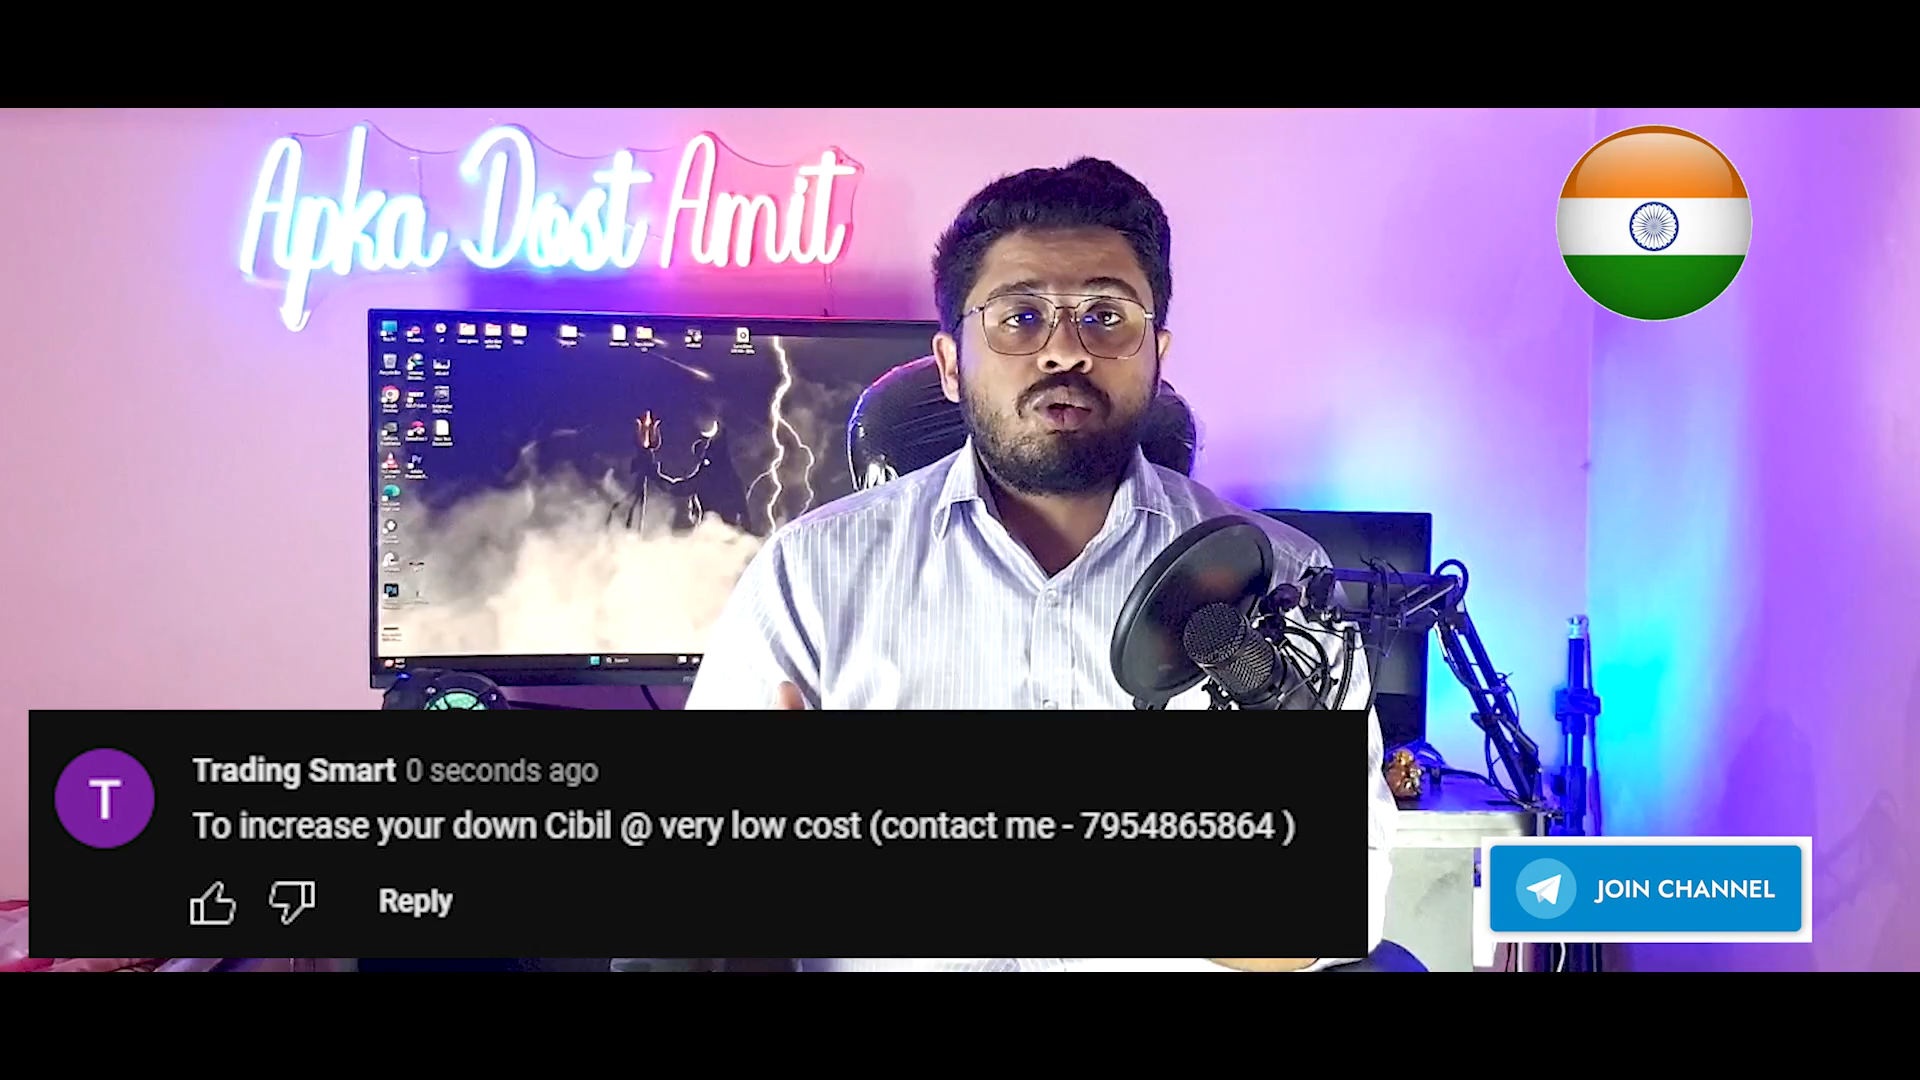 Apka Dost Amit
T
Trading Smart 0 seconds ago
To increase your down Cibil @ very low cost (contact me - 7954865864 )
Reply
JOIN CHANNEL